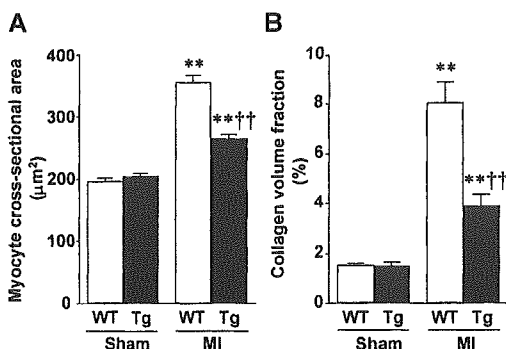 A
Myocyte cross-sectional area
(μm²)
400
300
200
100
0
**
**††
WT Tg WT Tg
Sham MI
B
Collagen volume fraction
(%)
10
8
6
4
2
0
**
**††
WT Tg WT Tg
Sham MI